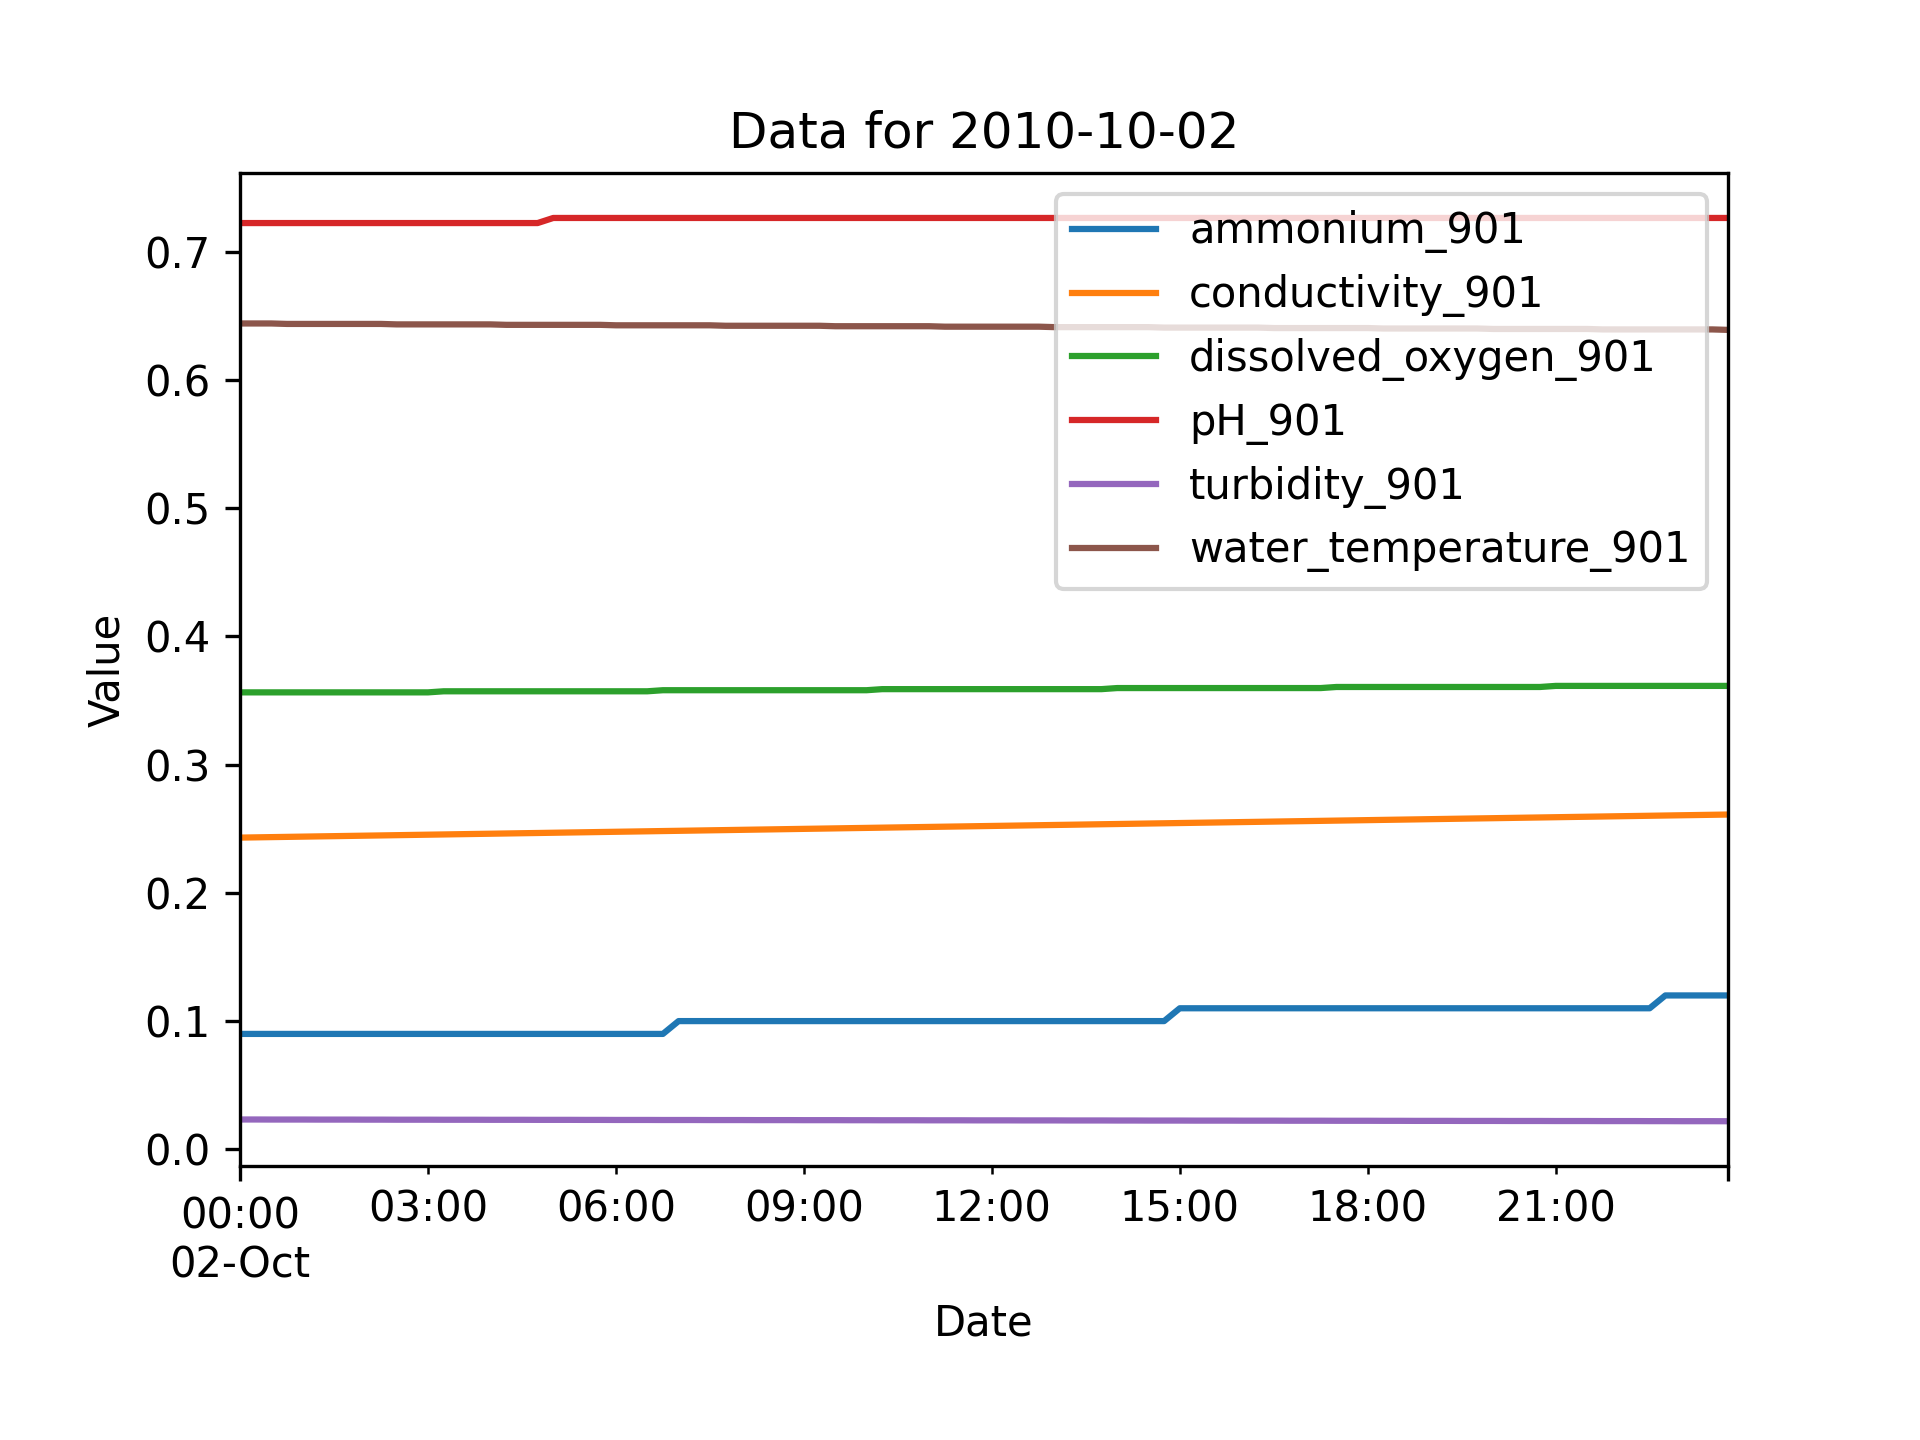 Data for 2010-10-02
ammonium_901
conductivity_901
dissolved_oxygen_901
pH_901
turbidity_901
water_temperature_901
Value
0.7
0.6
0.5
0.4
0.3
0.2
0.1
0.0
00:00 03:00 06:00 09:00 12:00 15:00 18:00 21:00
02-Oct
Date